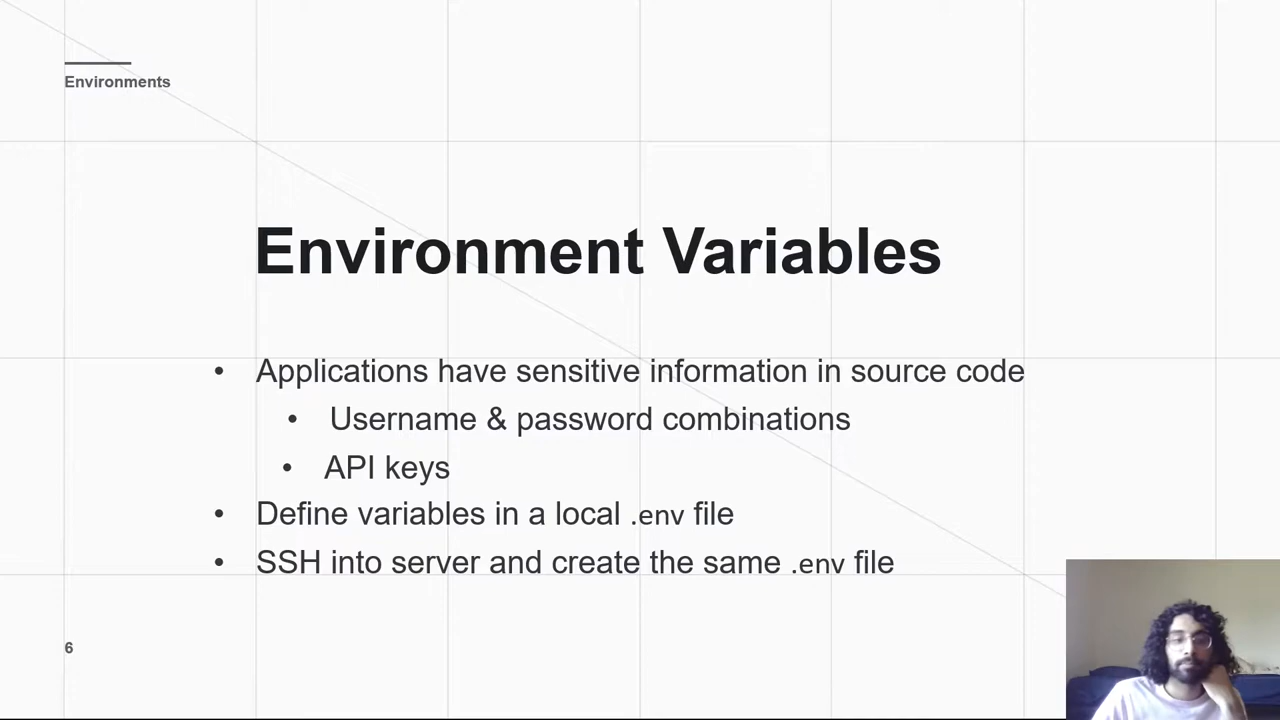 Environments
Environment Variables
• Applications have sensitive information in source code
• Username & password combinations
• API keys
• Define variables in a local .env file
• SSH into server and create the same .env file
6